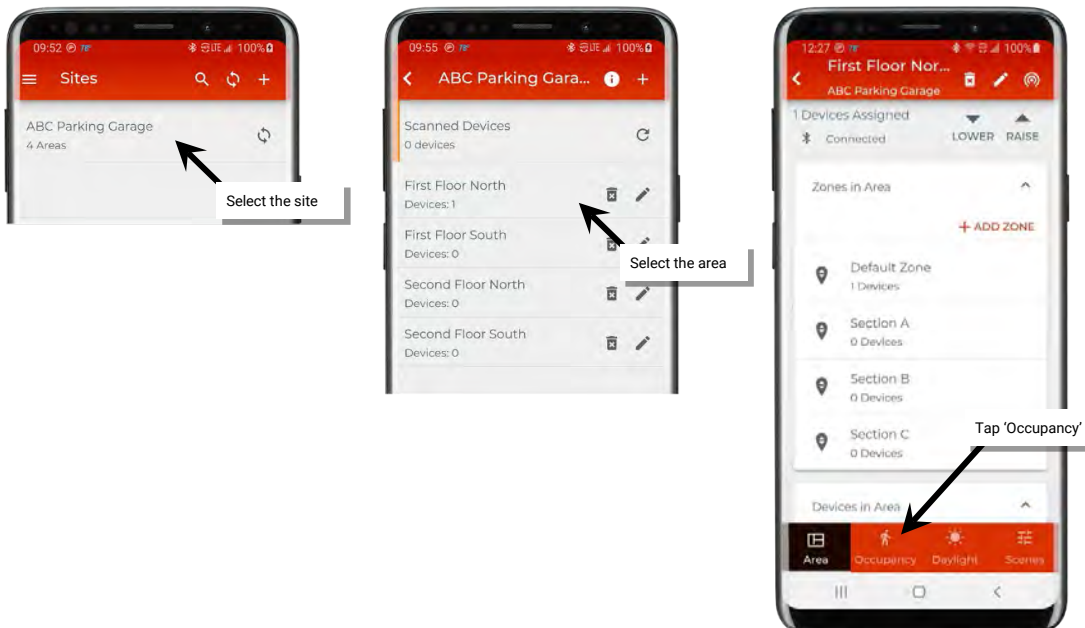 09:52
LTE 100%
Sites
ABC Parking Garage
4 Areas
Select the site
09:55
LTE 100%
ABC Parking Gara...
Scanned Devices
0 devices
First Floor North
Devices: 1
First Floor South
Devices: 0
Second Floor North
Devices: 0
Second Floor South
Devices: 0
Select the area
12:27
100%
First Floor Nor...
ABC Parking Garage
1 Devices Assigned
Connected
LOWER RAISE
Zones in Area
+ ADD ZONE
Default Zone
1 Devices
Section A
0 Devices
Section B
0 Devices
Section C
0 Devices
Tap ‘Occupancy’
Devices in Area
Area Occupancy Daylight Scenes